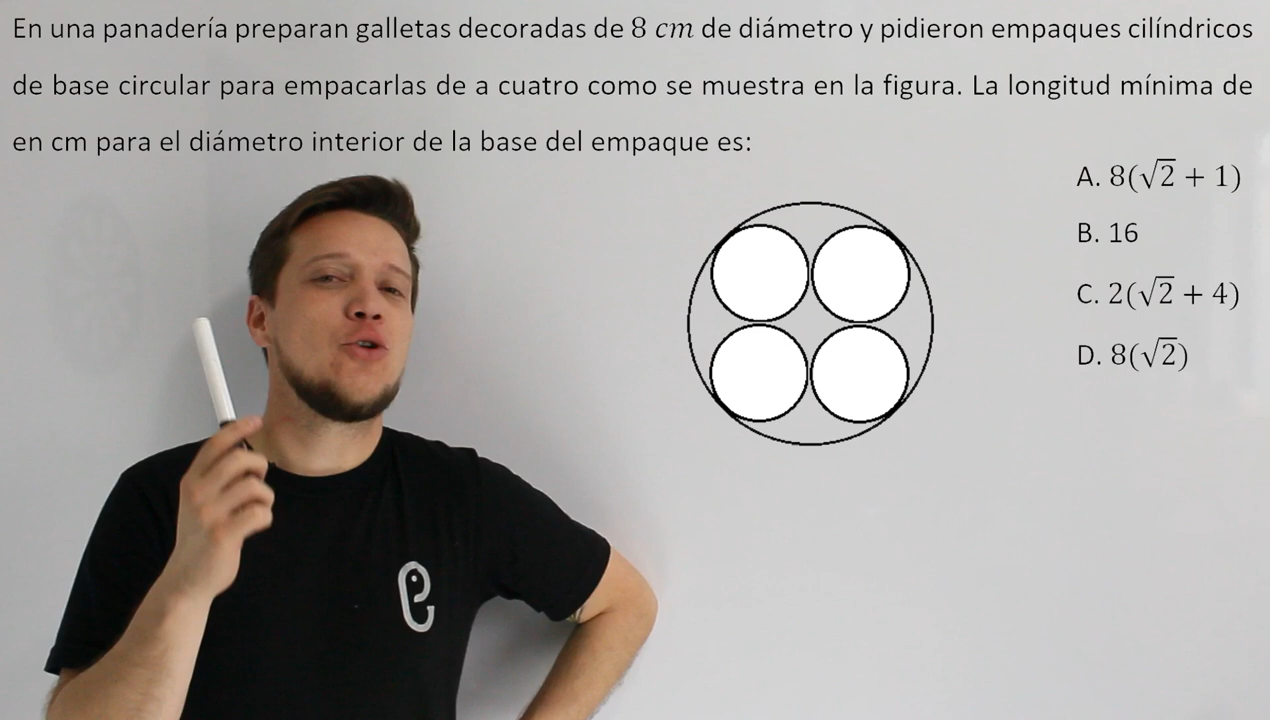 En una panadería preparan galletas decoradas de 8 cm de diámetro y pidieron empaques cilíndricos
de base circular para empacarlas de a cuatro como se muestra en la figura. La longitud mínima de
en cm para el diámetro interior de la base del empaque es:
A. 8(√2 + 1)
B. 16
C. 2(√2 + 4)
D. 8(√2)